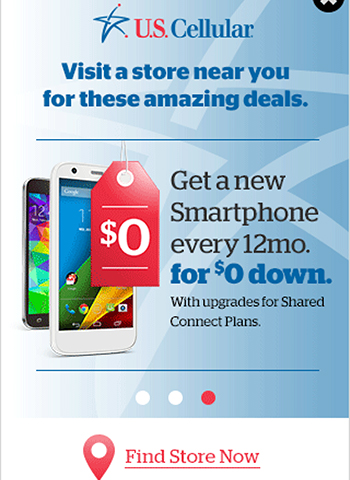 U.S. Cellular
Visit a store near you
for these amazing deals.
$0
Get a new
Smartphone
every 12mo.
for $0 down.
With upgrades for Shared
Connect Plans.
Google
Find Store Now